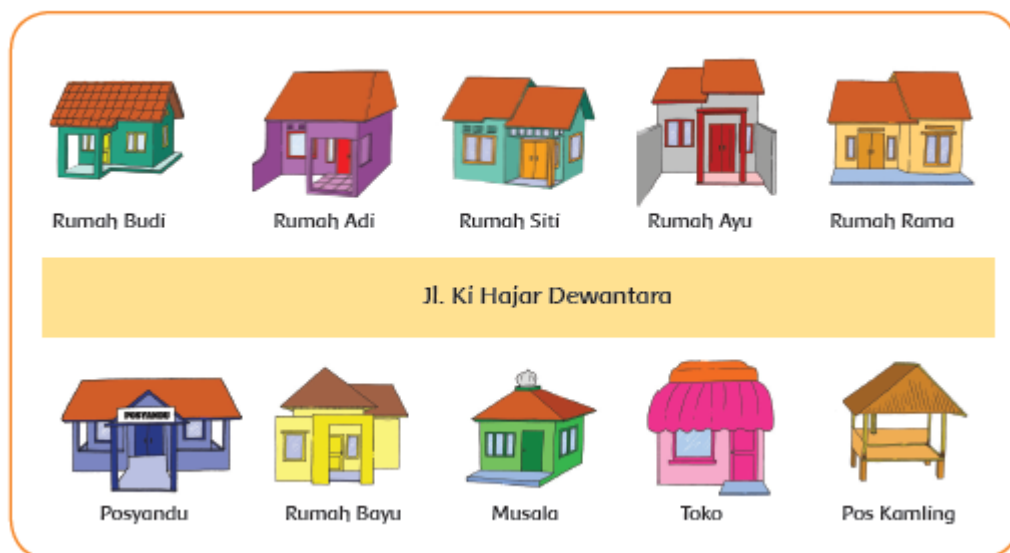 Rumah Budi
Rumah Adi
Rumah Siti
Rumah Ayu
Rumah Rama
Jl. Ki Hajar Dewantara
POSYANDU
Posyandu
Rumah Bayu
Musala
Toko
Pos Kamling